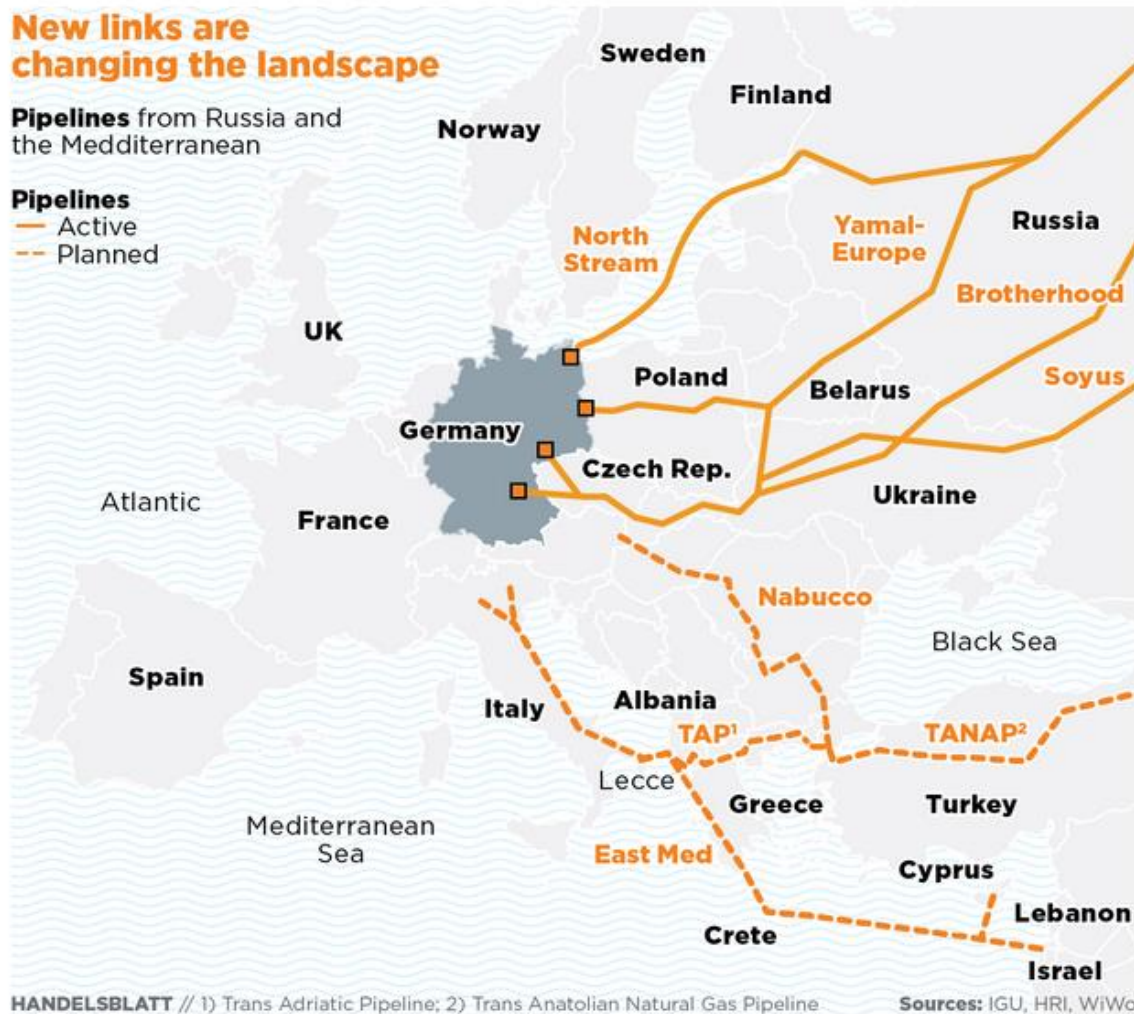 New links are
changing the landscape
Pipelines from Russia and
the Medditerranean
Pipelines
Active
Planned
Sweden
Finland
Norway
Russia
North
Stream
Yamal-
Europe
Brotherhood
UK
Soyus
Poland
Belarus
Germany
Czech Rep.
Ukraine
Atlantic
France
Nabucco
Black Sea
Spain
Italy
Albania
TAP¹
TANAP²
Lecce
Greece
Turkey
Mediterranean
Sea
East Med
Cyprus
Lebanon
Crete
Israel
HANDELSBLATT // 1) Trans Adriatic Pipeline; 2) Trans Anatolian Natural Gas Pipeline
Sources: IGU, HRI, WiWo